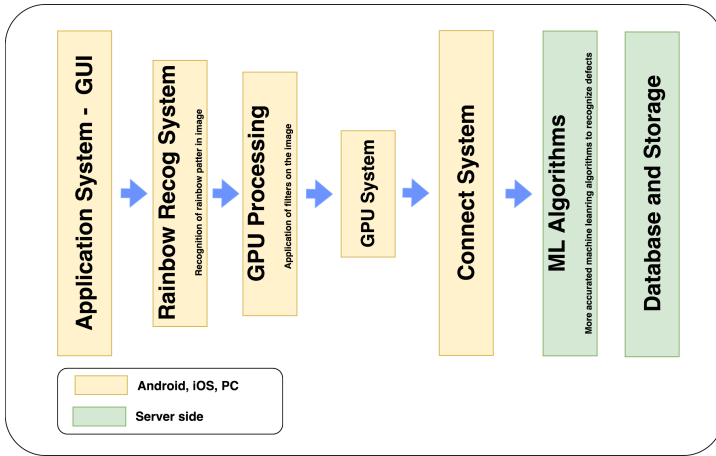 Application System -  GUI
Rainbow Recog System
Recognition of rainbow patter in image
GPU Processing
Application of filters on the image
GPU System
Connect System
ML Algorithms
More accurated machine leanring algorithms to recognize defects
Database and Storage
Android, iOS, PC
Server side